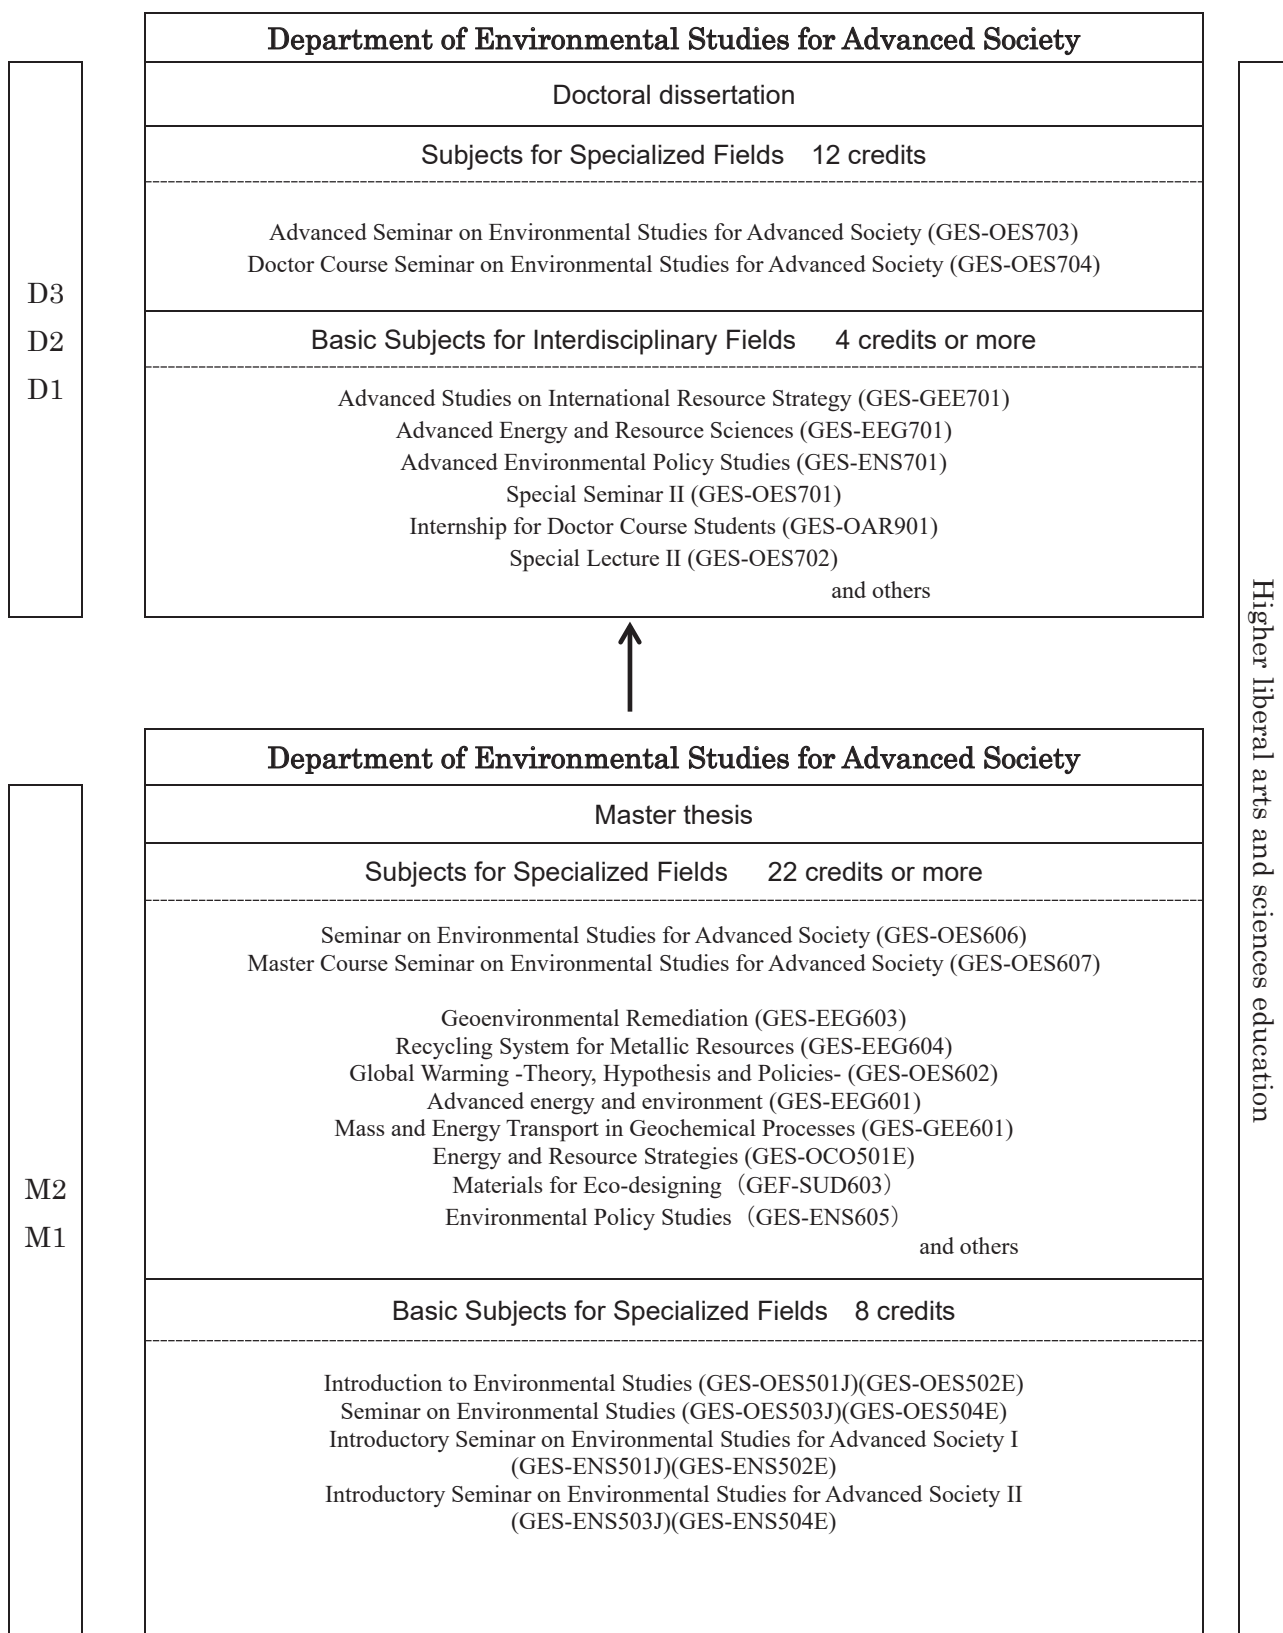 Department of Environmental Studies for Advanced Society
Doctoral dissertation
Subjects for Specialized Fields 12 credits
Advanced Seminar on Environmental Studies for Advanced Society (GES-OES703)
Doctor Course Seminar on Environmental Studies for Advanced Society (GES-OES704)
D3
D2
D1
Basic Subjects for Interdisciplinary Fields 4 credits or more
Advanced Studies on International Resource Strategy (GES-GEE701)
Advanced Energy and Resource Sciences (GES-EEG701)
Advanced Environmental Policy Studies (GES-ENS701)
Special Seminar II (GES-OES701)
Internship for Doctor Course Students (GES-OAR901)
Special Lecture II (GES-OES702)
and others
Higher liberal arts and sciences education
Department of Environmental Studies for Advanced Society
Master thesis
Subjects for Specialized Fields 22 credits or more
Seminar on Environmental Studies for Advanced Society (GES-OES606)
Master Course Seminar on Environmental Studies for Advanced Society (GES-OES607)
Geoenvironmental Remediation (GES-EEG603)
Recycling System for Metallic Resources (GES-EEG604)
Global Warming -Theory, Hypothesis and Policies- (GES-OES602)
Advanced energy and environment (GES-EEG601)
Mass and Energy Transport in Geochemical Processes (GES-GEE601)
Energy and Resource Strategies (GES-OCO501E)
Materials for Eco-designing（GEF-SUD603）
Environmental Policy Studies（GES-ENS605）
and others
M2
M1
Basic Subjects for Specialized Fields 8 credits
Introduction to Environmental Studies (GES-OES501J)(GES-OES502E)
Seminar on Environmental Studies (GES-OES503J)(GES-OES504E)
Introductory Seminar on Environmental Studies for Advanced Society I
(GES-ENS501J)(GES-ENS502E)
Introductory Seminar on Environmental Studies for Advanced Society II
(GES-ENS503J)(GES-ENS504E)